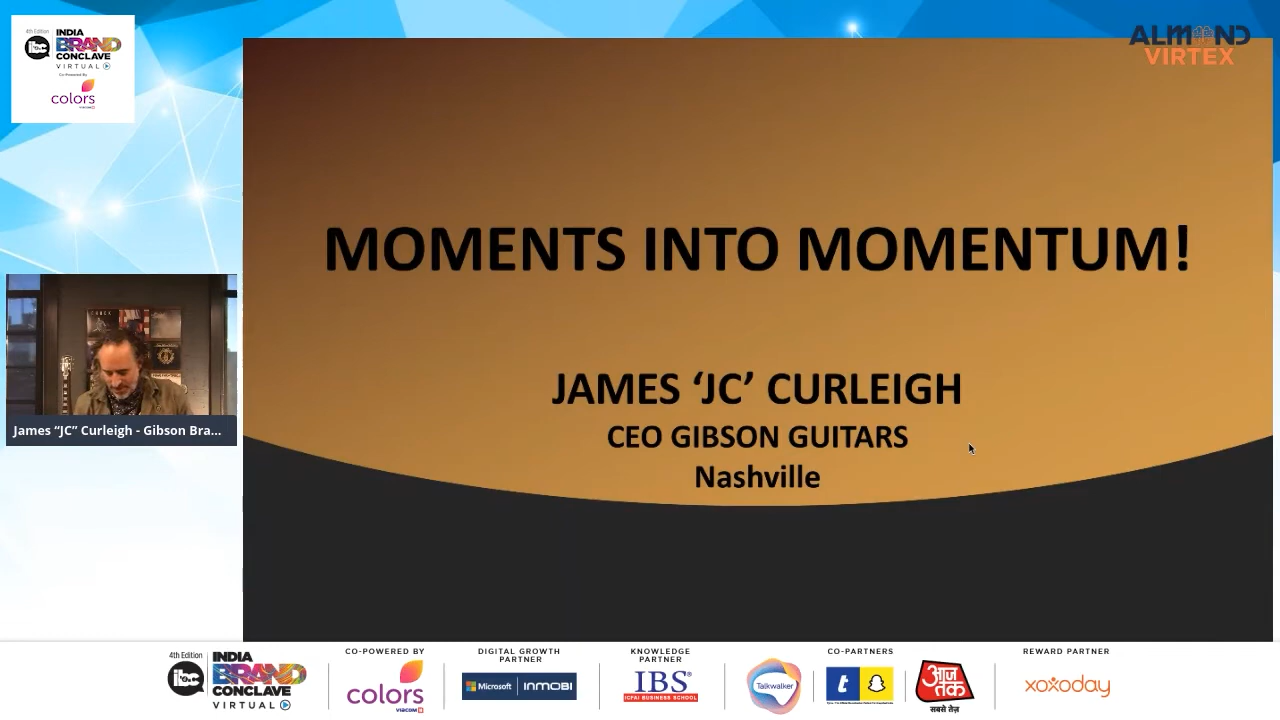 4th Edition
ibc
INDIA
BRAND
CONCLAVE
VIRTUAL
Co-Powered By
colors
ALMOND
VIRTEX
MOMENTS INTO MOMENTUM!
JAMES ‘JC’ CURLEIGH
CEO GIBSON GUITARS
Nashville
James “JC” Curleigh - Gibson Bra...
4th Edition
ibc
INDIA
BRAND
CONCLAVE
VIRTUAL
CO-POWERED BY
colors
VIACOM18
DIGITAL GROWTH
PARTNER
Microsoft
INMOBI
KNOWLEDGE
PARTNER
IBS®
ICFAI BUSINESS SCHOOL
Talkwalker
CO-PARTNERS
t
आज
तक
सबसे तेज़
REWARD PARTNER
xoxoday